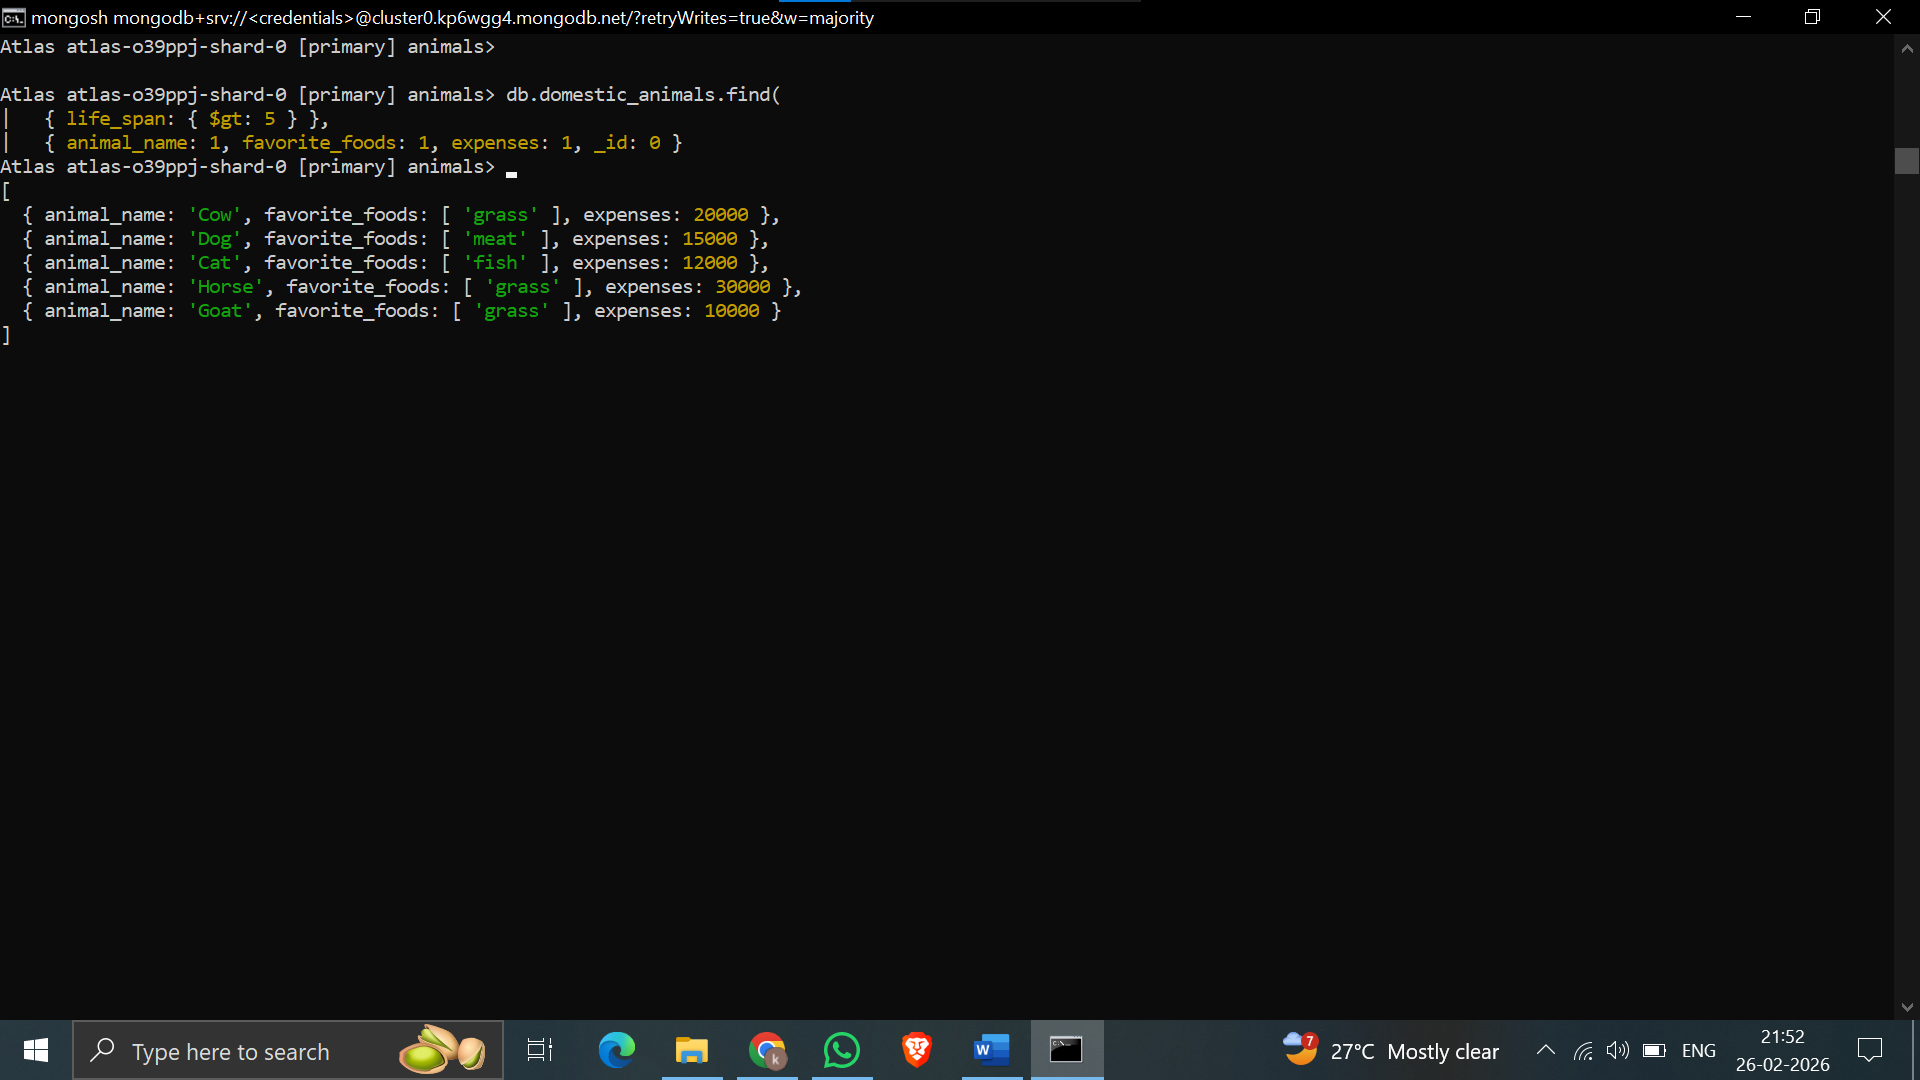 mongosh mongodb+srv://<credentials>@cluster0.kp6wgg4.mongodb.net/?retryWrites=true&w=majority
Atlas atlas-o39ppj-shard-0 [primary] animals>
Atlas atlas-o39ppj-shard-0 [primary] animals> db.domestic_animals.find(
|   { life_span: { $gt: 5 } },
|   { animal_name: 1, favorite_foods: 1, expenses: 1, _id: 0 }
Atlas atlas-o39ppj-shard-0 [primary] animals>
[
  { animal_name: 'Cow', favorite_foods: [ 'grass' ], expenses: 20000 },
  { animal_name: 'Dog', favorite_foods: [ 'meat' ], expenses: 15000 },
  { animal_name: 'Cat', favorite_foods: [ 'fish' ], expenses: 12000 },
  { animal_name: 'Horse', favorite_foods: [ 'grass' ], expenses: 30000 },
  { animal_name: 'Goat', favorite_foods: [ 'grass' ], expenses: 10000 }
]
Type here to search
k
W
7
27°C Mostly clear
ENG
21:52
26-02-2026